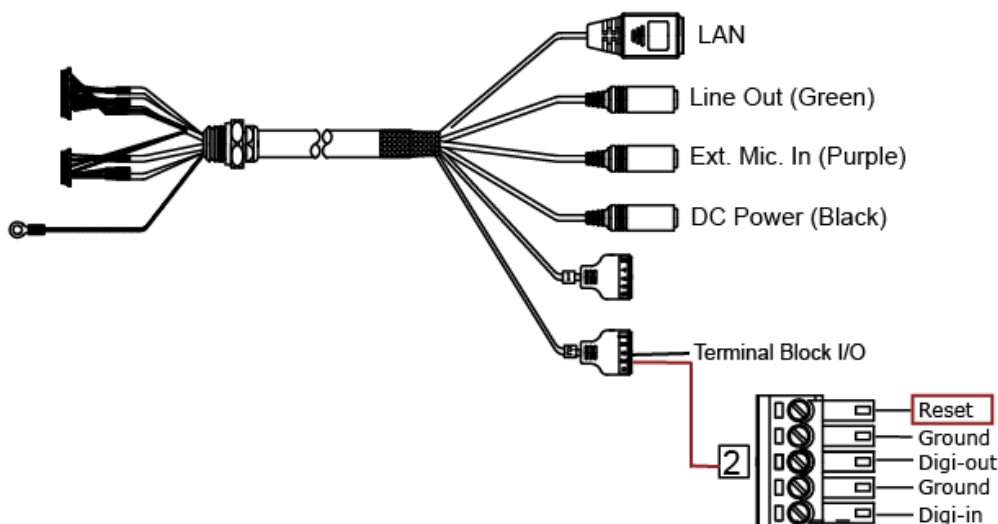 LAN
Line Out (Green)
Ext. Mic. In (Purple)
DC Power (Black)
Terminal Block I/O
2
Reset
Ground
Digi-out
Ground
Digi-in